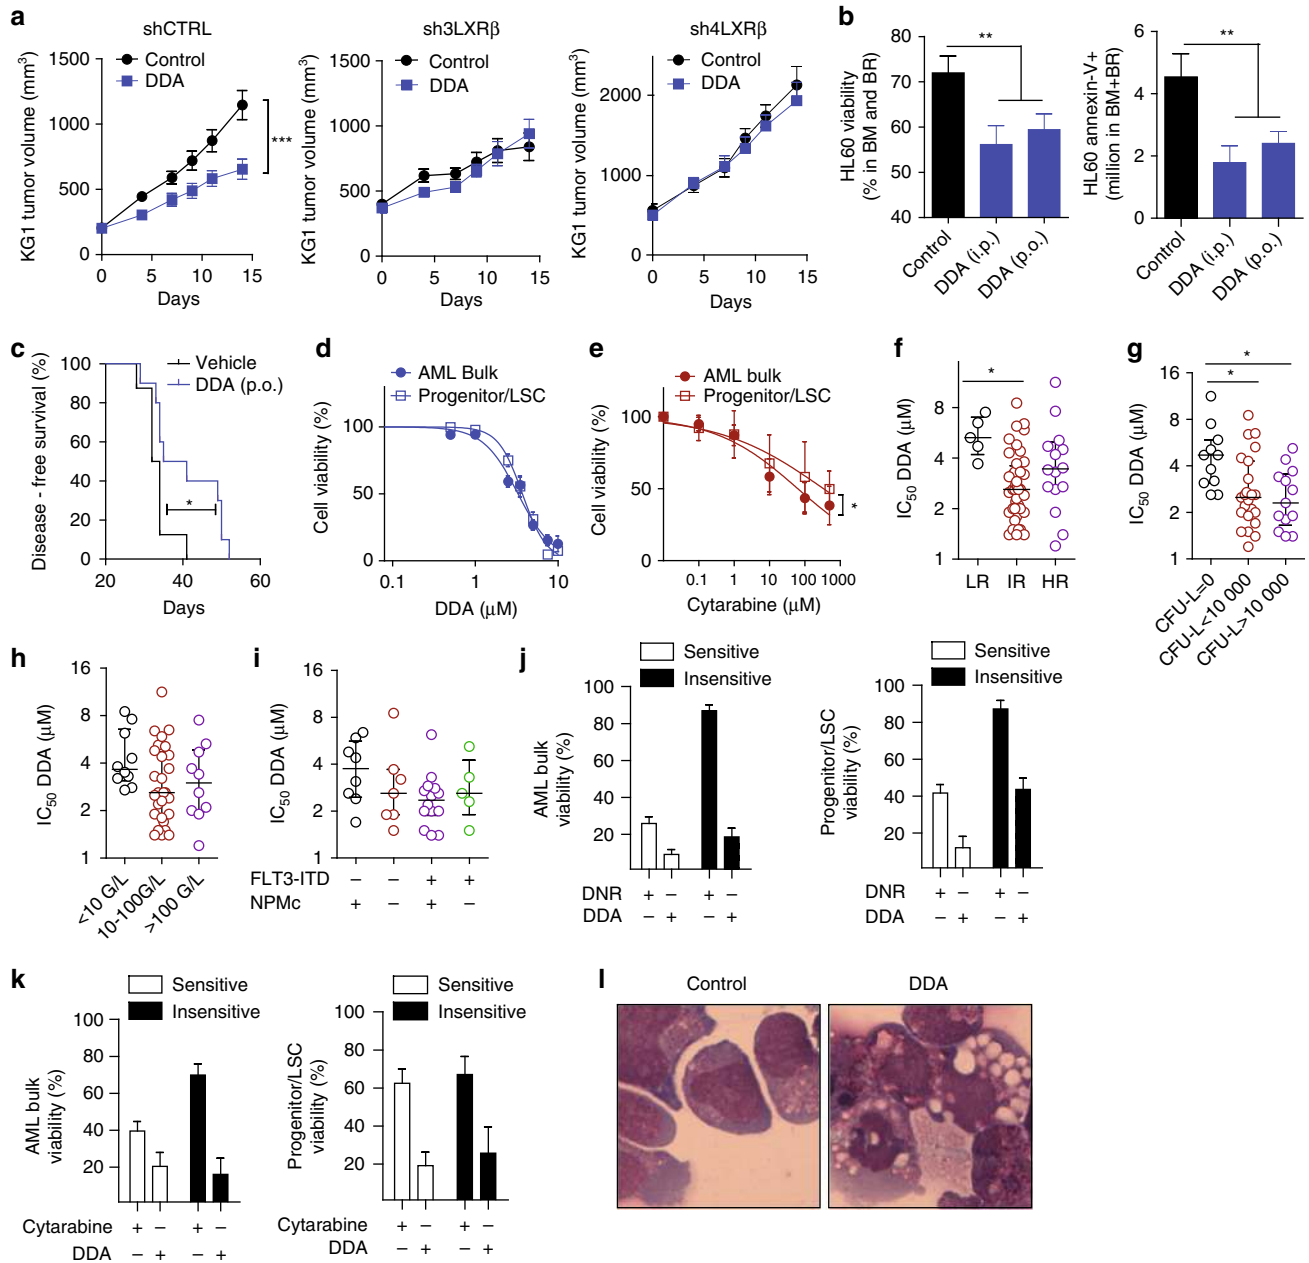 a
shCTRL
sh3LXRβ
sh4LXRβ
KG1 tumor volume (mm³)
1500
1000
500
0
0 5 10 15
Days
Control
DDA
***
KG1 tumor volume (mm³)
1500
1000
500
0
0 5 10 15
Days
Control
DDA
KG1 tumor volume (mm³)
2000
1000
0
0 5 10 15
Days
Control
DDA
b
HL60 viability
(% in BM and BR)
80
70
60
50
40
**
Control
DDA (i.p.)
DDA (p.o.)
HL60 annexin-V+
(million in BM+BR)
6
4
2
0
**
Control
DDA (i.p.)
DDA (p.o.)
c
Disease - free survival (%)
100
80
60
40
20
0
20 40 60
Days
Vehicle
DDA (p.o.)
*
d
AML Bulk
Progenitor/LSC
Cell viability (%)
100
50
0
0.1 1 10
DDA (μM)
e
AML bulk
Progenitor/LSC
Cell viability (%)
100
50
0
0.1 1 10 100 1000
Cytarabine (μM)
*
f
IC50 DDA (μM)
8
4
2
1
*
LR IR HR
g
IC50 DDA (μM)
16
8
4
2
1
*
*
CFU-L=0
CFU-L<10 000
CFU-L>10 000
h
IC50 DDA (μM)
16
8
4
2
1
<10 G/L
10-100G/L
>100 G/L
i
IC50 DDA (μM)
16
8
4
2
1
FLT3-ITD – – + +
NPMc + – + –
j
Sensitive
Insensitive
AML bulk
viability (%)
100
80
60
40
20
DNR + – + –
DDA – + – +
Sensitive
Insensitive
Progenitor/LSC
viability (%)
100
80
60
40
20
DNR + – + –
DDA – + – +
k
Sensitive
Insensitive
AML bulk
viability (%)
100
80
60
40
20
Cytarabine + – + –
DDA – + – +
Sensitive
Insensitive
Progenitor/LSC
viability (%)
100
80
60
40
20
Cytarabine + – + –
DDA – + – +
l
Control
DDA